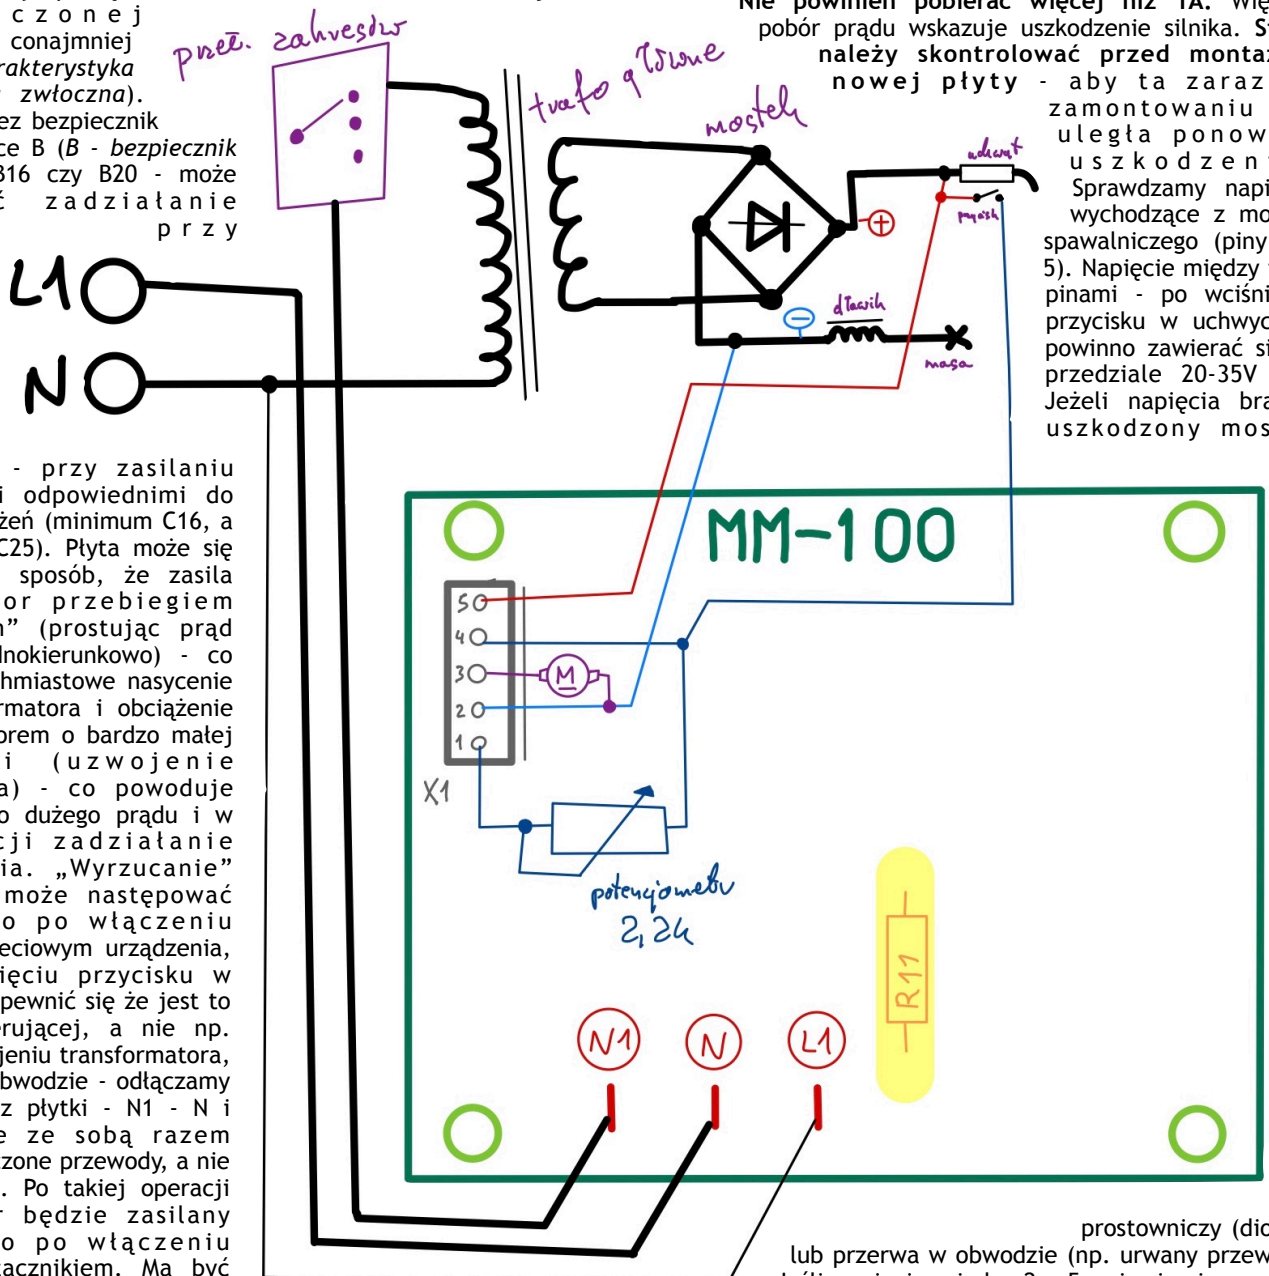 czonej
conajmniej
rakterystyka
zwłoczna).
ez bezpiecznik
ce B (B - bezpiecznik
B16 czy B20 - może
ć zadziałanie
przy
- przy zasilaniu
i odpowiednimi do
żeń (minimum C16, a
C25). Płyta może się
sposób, że zasila
or przebiegiem
m” (prostując prąd
dnokierunkowo) - co
hmiastowe nasycenie
rmatora i obciążenie
orem o bardzo małej
i (uzwojenie
a) - co powoduje
o dużego prądu i w
cji zadziałanie
ia. „Wyrzucanie”
może następować
o po włączeniu
eciowym urządzenia,
ięciu przycisku w
pewnić się że jest to
erującej, a nie np.
jeniu transformatora,
bwodzie - odłączamy
z płytki - N1 - N i
e ze sobą razem
czone przewody, a nie
. Po takiej operacji
r będzie zasilany
o po włączeniu
ącznikiem. Ma być
przeł. zakresów
trafo główne
mostek
uchwyt
przycisk
+
-
dławik
masa
L1
N
MM-100
5
4
3
M
2
1
X1
potencjometr
2,2k
R11
N1
N
L1
Nie powinien pobierać więcej niż 1A. Wię
pobór prądu wskazuje uszkodzenie silnika. S
należy skontrolować przed monta
nowej płyty - aby ta zaraz
zamontowaniu
uległa ponow
uszkodzen
Sprawdzamy napi
wychodzące z mo
spawalniczego (piny
5). Napięcie między
pinami - po wciśni
przycisku w uchwyc
powinno zawierać si
przedziale 20-35V
Jeżeli napięcia bra
uszkodzony mos
prostowniczy (dio
lub przerwa w obwodzie (np. urwany przew